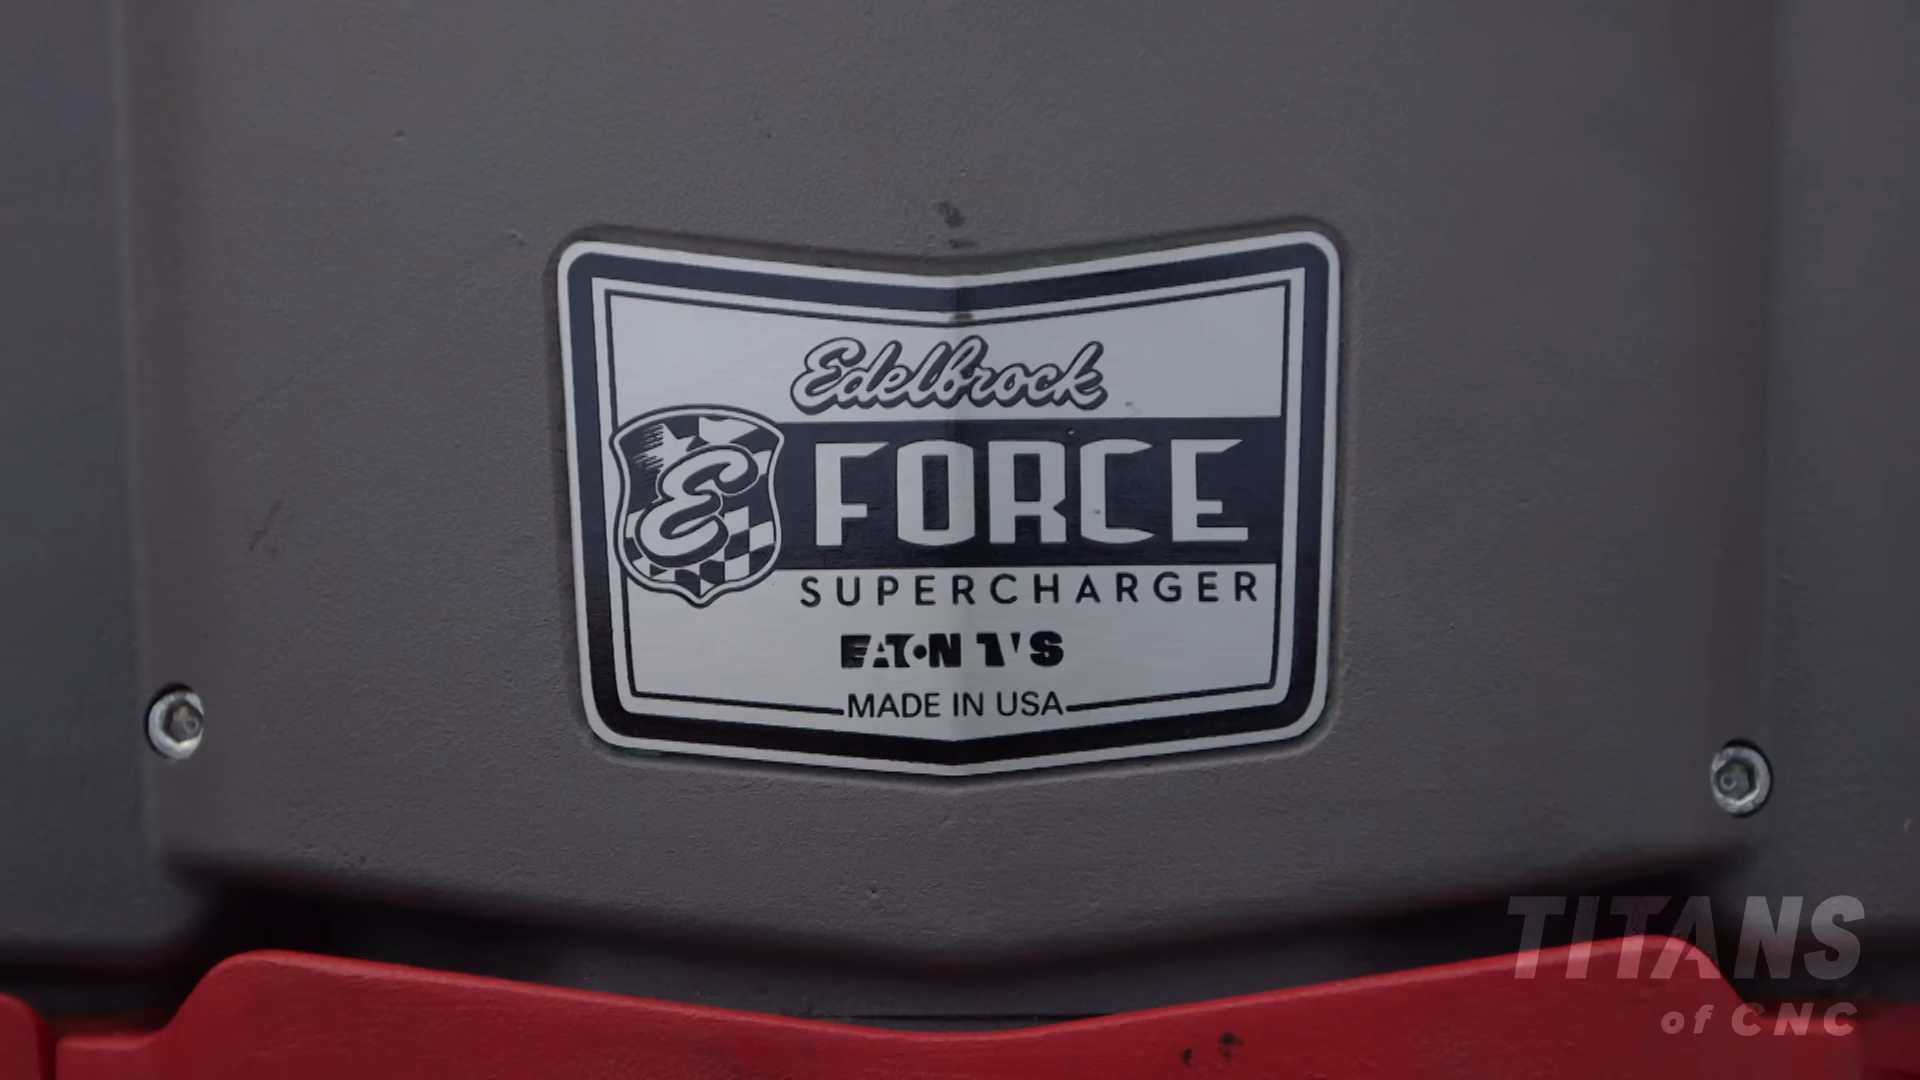 Edelbrock
E FORCE
SUPERCHARGER
EATON TVS
MADE IN USA
TITANS
of CNC